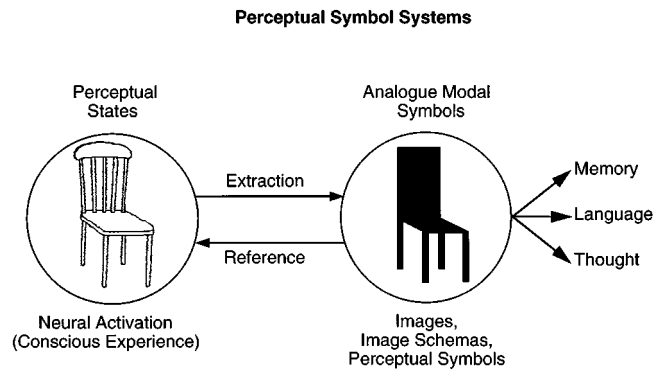 Perceptual Symbol Systems
Perceptual
States
Analogue Modal
Symbols
Extraction
Reference
Memory
Language
Thought
Neural Activation
(Conscious Experience)
Images,
Image Schemas,
Perceptual Symbols